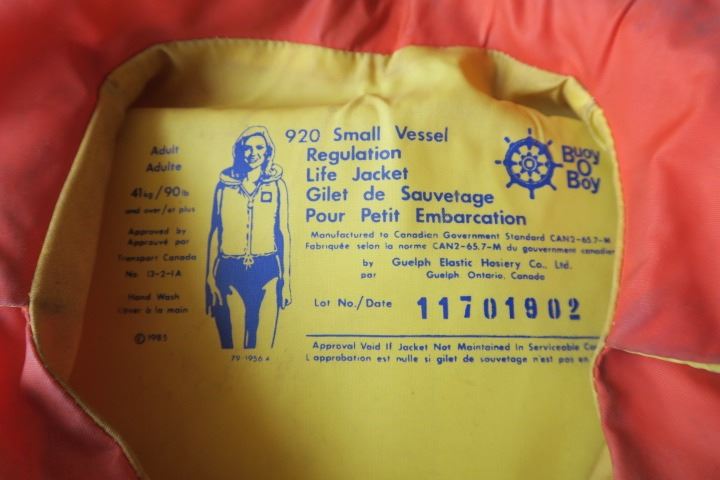 Adult
Adulte
41kg/90lb
and over/et plus
Approved by
Approuvé par
Transport Canada
No. 13-2-1A
Hand Wash
Laver à la main
© 1985
79-1956 4
920 Small Vessel
Regulation
Life Jacket
Gilet de Sauvetage
Pour Petit Embarcation
Buoy
O
Boy
Manufactured to Canadian Government Standard CAN2-65.7-M
Fabriquée selon la norme CAN2-65.7-M du gouvernment canadien
by Guelph Elastic Hosiery Co., Ltd.
par Guelph Ontario, Canada
Lot No./Date 11701902
Approval Void If Jacket Not Maintained in Serviceable
L'approbation est nulle si gilet de sauvetage n'est pas en